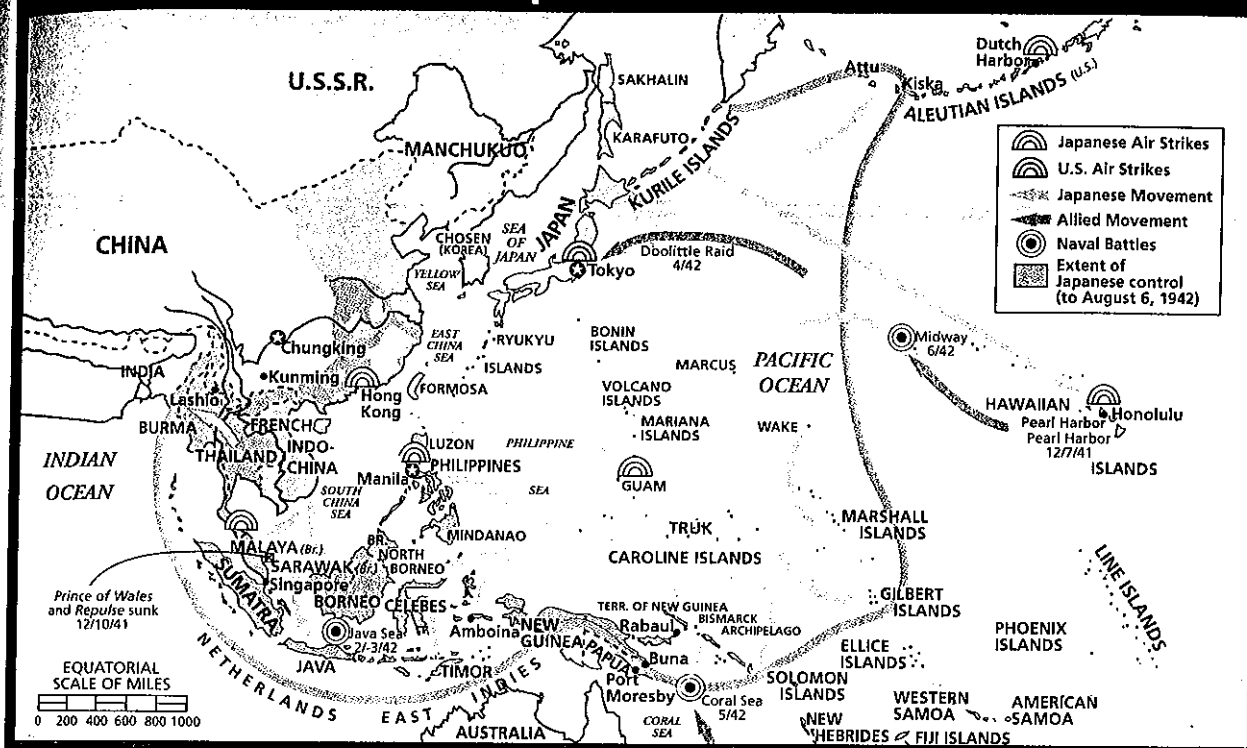 Dutch
Harbor
U.S.S.R.
SAKHALIN
Attu
Kiska
ALEUTIAN ISLANDS (U.S.)
KARAFUTO
MANCHUKUO
KURILE ISLANDS
Japanese Air Strikes
U.S. Air Strikes
Japanese Movement
Allied Movement
Naval Battles
Extent of
Japanese control
(to August 6, 1942)
CHINA
CHOSEN
(KOREA)
SEA
OF
JAPAN
JAPAN
Tokyo
Doolittle Raid
4/42
YELLOW
SEA
EAST
CHINA
SEA
RYUKYU
ISLANDS
BONIN
ISLANDS
MARCUS
PACIFIC
OCEAN
Midway
6/42
Chungking
INDIA
Kunming
Lashio
Hong
Kong
FORMOSA
VOLCANO
ISLANDS
HAWAIIAN
Honolulu
Pearl Harbor
Pearl Harbor
12/7/41
ISLANDS
BURMA
FRENCH
INDO-
CHINA
THAILAND
LUZON
PHILIPPINES
Manila
PHILIPPINE
SEA
MARIANA
ISLANDS
WAKE
INDIAN
OCEAN
SOUTH
CHINA
SEA
GUAM
MINDANAO
TRUK
CAROLINE ISLANDS
MARSHALL
ISLANDS
MALAYA (Br.)
SARAWAK (Br.)
BR.
NORTH
BORNEO
Singapore
SUMATRA
BORNEO
CELEBES
Prince of Wales
and Repulse sunk
12/10/41
Java Sea
2/-3/42
JAVA
Amboina
NEW
GUINEA
TERR. OF NEW GUINEA
Rabaul
BISMARCK
ARCHIPELAGO
GILBERT
ISLANDS
LINE ISLANDS
PHOENIX
ISLANDS
ELLICE
ISLANDS
PAPUA
Buna
Port
Moresby
SOLOMON
ISLANDS
Coral Sea
5/42
TIMOR
NETHERLANDS EAST INDIES
EQUATORIAL
SCALE OF MILES
0 200 400 600 800 1000
AUSTRALIA
CORAL
SEA
WESTERN
SAMOA
AMERICAN
SAMOA
NEW
HEBRIDES
FIJI ISLANDS